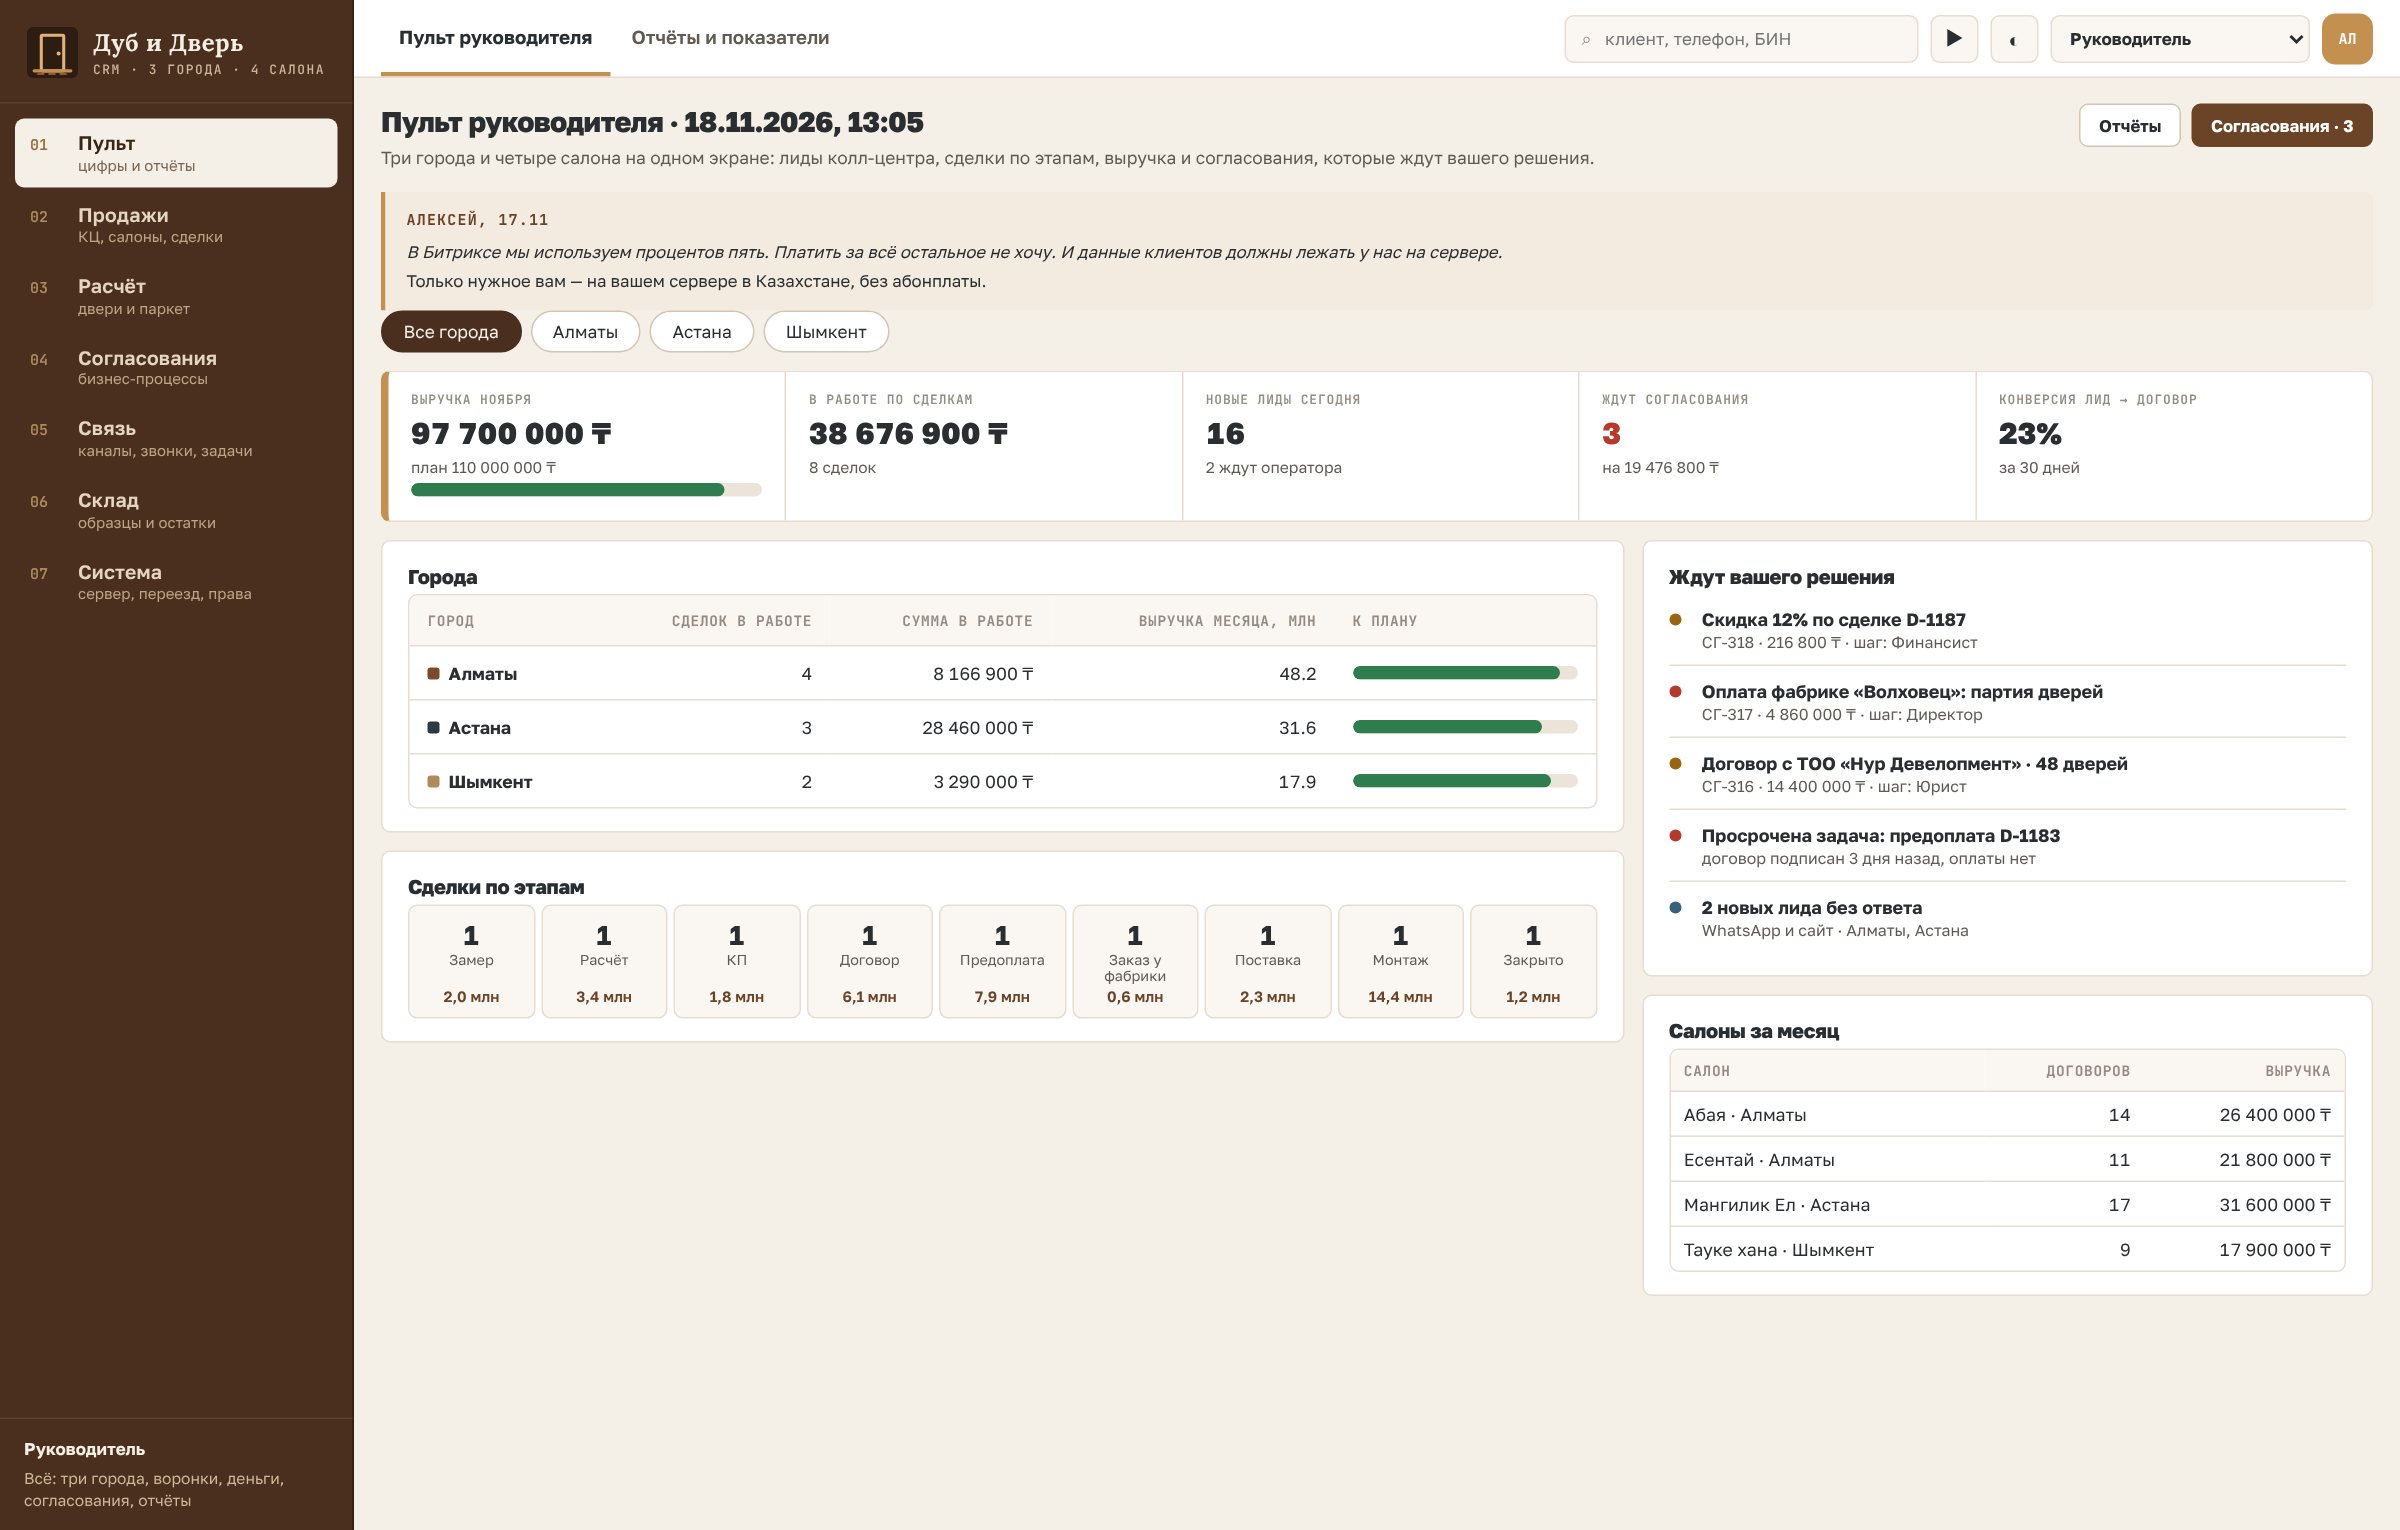 Дуб и Дверь
CRM · 3 ГОРОДА · 4 САЛОНА
01 Пульт
цифры и отчёты
02 Продажи
КЦ, салоны, сделки
03 Расчёт
двери и паркет
04 Согласования
бизнес-процессы
05 Связь
каналы, звонки, задачи
06 Склад
образцы и остатки
07 Система
сервер, переезд, права
Руководитель
Всё: три города, воронки, деньги,
согласования, отчёты
Пульт руководителя Отчёты и показатели
клиент, телефон, БИН
Руководитель
АЛ
Пульт руководителя · 18.11.2026, 13:05
Три города и четыре салона на одном экране: лиды колл-центра, сделки по этапам, выручка и согласования, которые ждут вашего решения.
Отчёты
Согласования · 3
АЛЕКСЕЙ, 17.11
В Битриксе мы используем процентов пять. Платить за всё остальное не хочу. И данные клиентов должны лежать у нас на сервере.
Только нужное вам — на вашем сервере в Казахстане, без абонплаты.
Все города Алматы Астана Шымкент
ВЫРУЧКА НОЯБРЯ
97 700 000 ₸
план 110 000 000 ₸
В РАБОТЕ ПО СДЕЛКАМ
38 676 900 ₸
8 сделок
НОВЫЕ ЛИДЫ СЕГОДНЯ
16
2 ждут оператора
ЖДУТ СОГЛАСОВАНИЯ
3
на 19 476 800 ₸
КОНВЕРСИЯ ЛИД → ДОГОВОР
23%
за 30 дней
Города
ГОРОД СДЕЛОК В РАБОТЕ СУММА В РАБОТЕ ВЫРУЧКА МЕСЯЦА, МЛН К ПЛАНУ
Алматы 4 8 166 900 ₸ 48.2
Астана 3 28 460 000 ₸ 31.6
Шымкент 2 3 290 000 ₸ 17.9
Сделки по этапам
1
Замер
2,0 млн
1
Расчёт
3,4 млн
1
КП
1,8 млн
1
Договор
6,1 млн
1
Предоплата
7,9 млн
1
Заказ у
фабрики
0,6 млн
1
Поставка
2,3 млн
1
Монтаж
14,4 млн
1
Закрыто
1,2 млн
Ждут вашего решения
Скидка 12% по сделке D-1187
СГ-318 · 216 800 ₸ · шаг: Финансист
Оплата фабрике «Волховец»: партия дверей
СГ-317 · 4 860 000 ₸ · шаг: Директор
Договор с ТОО «Нур Девелопмент» · 48 дверей
СГ-316 · 14 400 000 ₸ · шаг: Юрист
Просрочена задача: предоплата D-1183
договор подписан 3 дня назад, оплаты нет
2 новых лида без ответа
WhatsApp и сайт · Алматы, Астана
Салоны за месяц
САЛОН ДОГОВОРОВ ВЫРУЧКА
Абая · Алматы 14 26 400 000 ₸
Есентай · Алматы 11 21 800 000 ₸
Мангилик Ел · Астана 17 31 600 000 ₸
Тауке хана · Шымкент 9 17 900 000 ₸